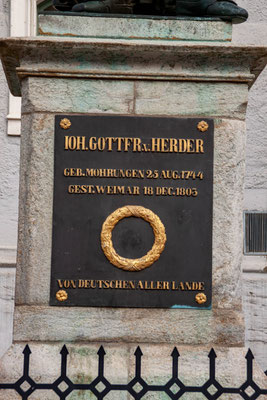 IOH. GOTTFR. v. HERDER
GEB. MOHRUNGEN 25 AUG. 1744
GEST. WEIMAR 18 DEC. 1803
VON DEUTSCHEN ALLER LANDE